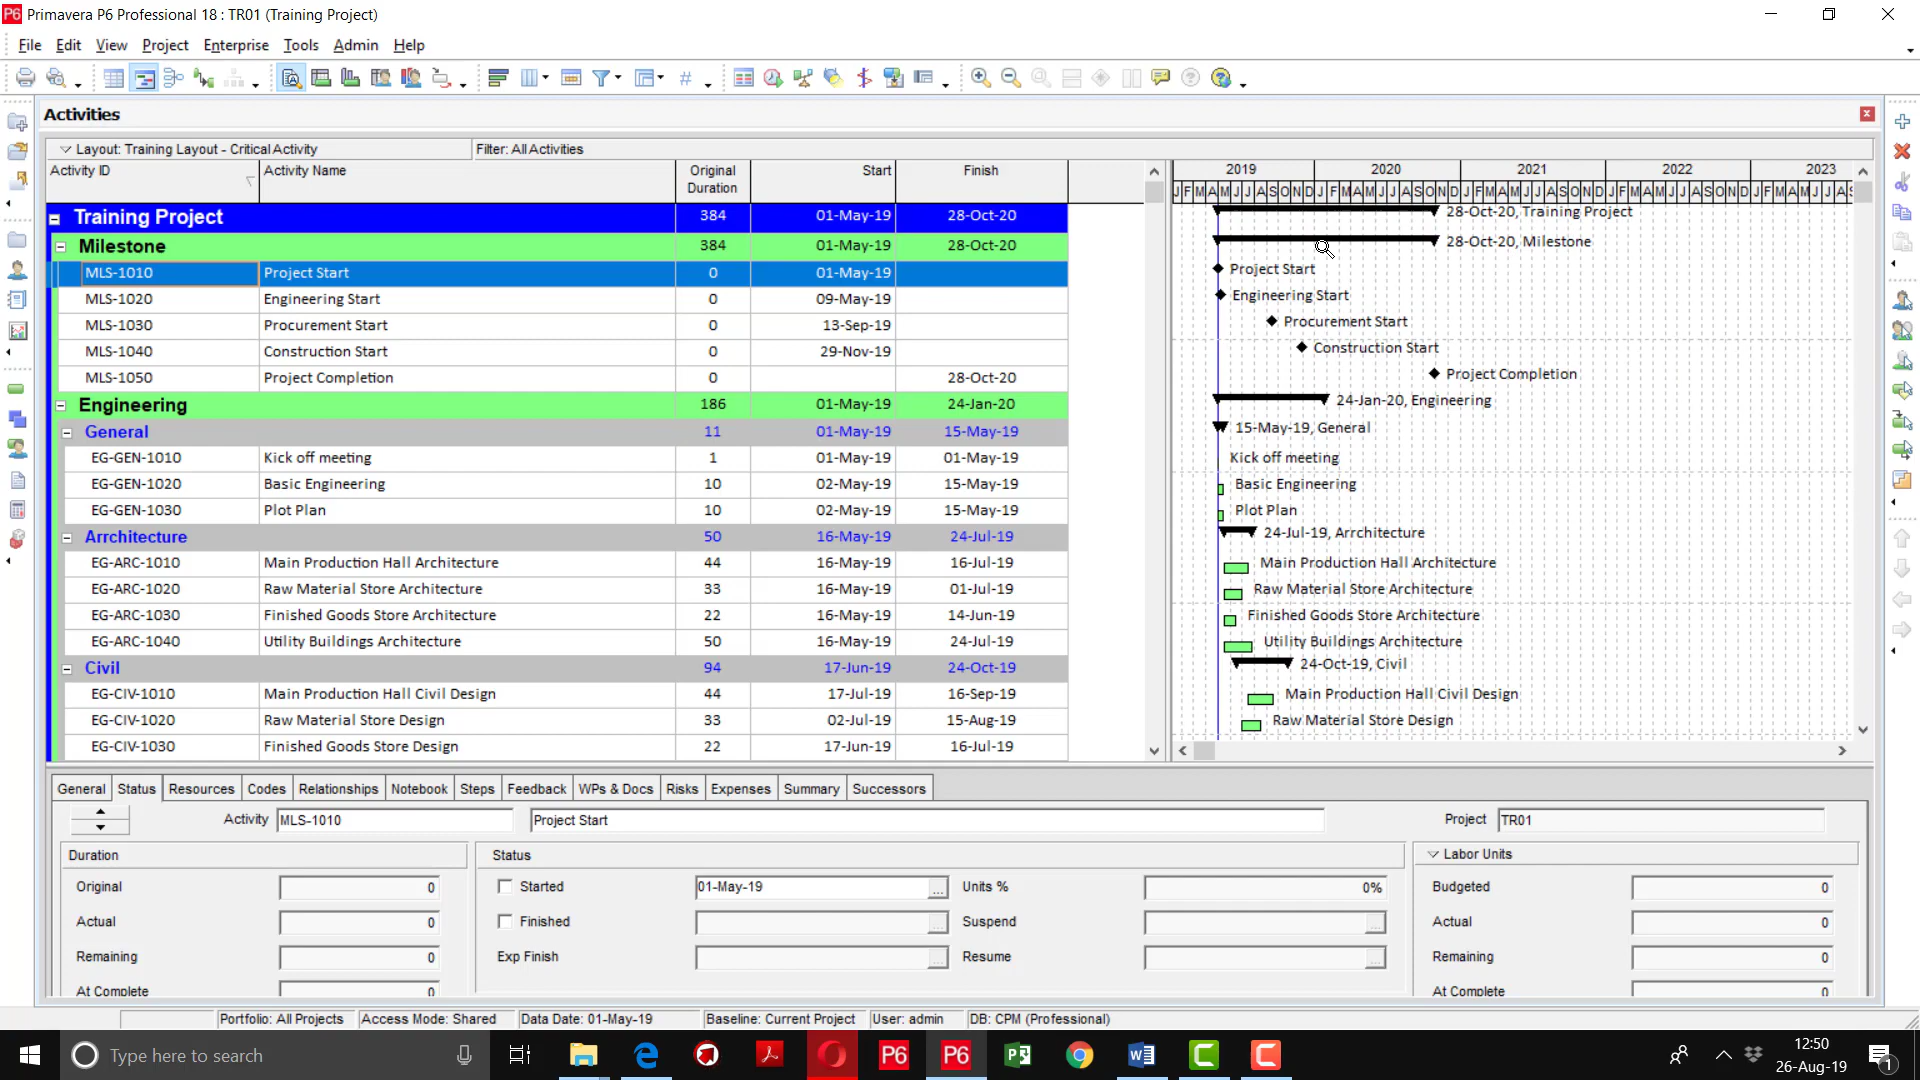 P6 Primavera P6 Professional 18 : TR01 (Training Project)
File Edit View Project Enterprise Tools Admin Help
Activities
Layout: Training Layout - Critical Activity Filter: All Activities
Activity ID Activity Name Original Duration Start Finish
2019 2020 2021 2022 2023
J F M A M J J A S O N D J F M A M J J A S O N D J F M A M J J A S O N D J F M A M J J A S O N D J F M A M J J A S
Training Project 384 01-May-19 28-Oct-20 28-Oct-20, Training Project
Milestone 384 01-May-19 28-Oct-20 28-Oct-20, Milestone
MLS-1010 Project Start 0 01-May-19 Project Start
MLS-1020 Engineering Start 0 09-May-19 Engineering Start
MLS-1030 Procurement Start 0 13-Sep-19 Procurement Start
MLS-1040 Construction Start 0 29-Nov-19 Construction Start
MLS-1050 Project Completion 0 28-Oct-20 Project Completion
Engineering 186 01-May-19 24-Jan-20 24-Jan-20, Engineering
General 11 01-May-19 15-May-19 15-May-19, General
EG-GEN-1010 Kick off meeting 1 01-May-19 01-May-19 Kick off meeting
EG-GEN-1020 Basic Engineering 10 02-May-19 15-May-19 Basic Engineering
EG-GEN-1030 Plot Plan 10 02-May-19 15-May-19 Plot Plan
Arrchitecture 50 16-May-19 24-Jul-19 24-Jul-19, Arrchitecture
EG-ARC-1010 Main Production Hall Architecture 44 16-May-19 16-Jul-19 Main Production Hall Architecture
EG-ARC-1020 Raw Material Store Architecture 33 16-May-19 01-Jul-19 Raw Material Store Architecture
EG-ARC-1030 Finished Goods Store Architecture 22 16-May-19 14-Jun-19 Finished Goods Store Architecture
EG-ARC-1040 Utility Buildings Architecture 50 16-May-19 24-Jul-19 Utility Buildings Architecture
Civil 94 17-Jun-19 24-Oct-19 24-Oct-19, Civil
EG-CIV-1010 Main Production Hall Civil Design 44 17-Jul-19 16-Sep-19 Main Production Hall Civil Design
EG-CIV-1020 Raw Material Store Design 33 02-Jul-19 15-Aug-19 Raw Material Store Design
EG-CIV-1030 Finished Goods Store Design 22 17-Jun-19 16-Jul-19
General Status Resources Codes Relationships Notebook Steps Feedback WPs & Docs Risks Expenses Summary Successors
Activity MLS-1010 Project Start Project TR01
Duration Status Labor Units
Original 0 Started 01-May-19 ... Units % 0% Budgeted 0
Actual 0 Finished ... Suspend ... Actual 0
Remaining 0 Exp Finish ... Resume ... Remaining 0
At Complete 0 At Complete 0
Portfolio: All Projects Access Mode: Shared Data Date: 01-May-19 Baseline: Current Project User: admin DB: CPM (Professional)
Type here to search P6 P6 12:50
26-Aug-19 1